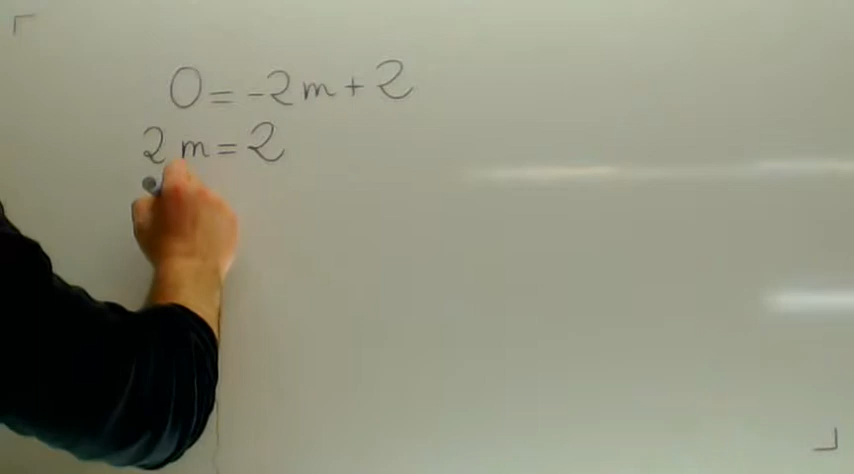 0 = -2m + 2
2m = 2